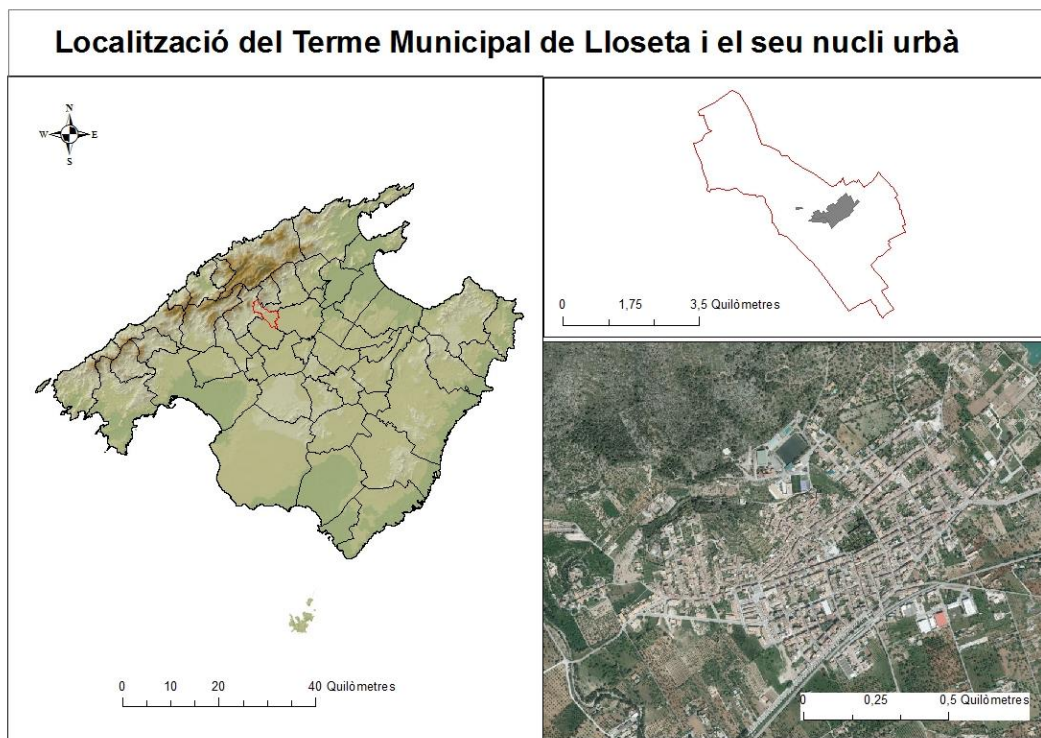 Localització del Terme Municipal de Lloseta i el seu nucli urbà
N
W E
S
0 10 20 40 Quilòmetres
0 1,75 3,5 Quilòmetres
0 0,25 0,5 Quilòmetres